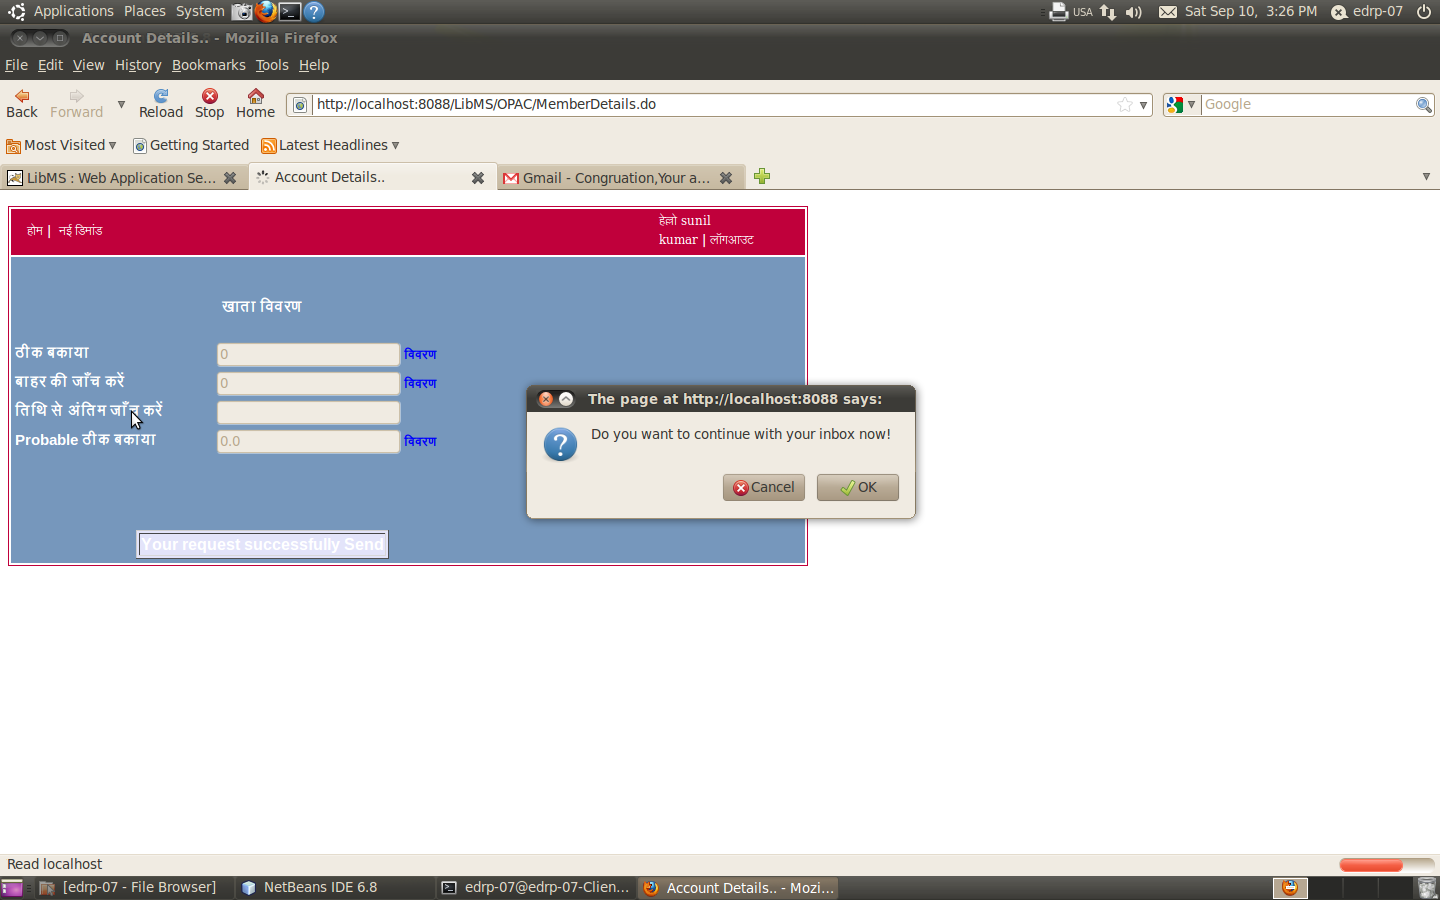 Applications Places System USA Sat Sep 10, 3:26 PM edrp-07
Account Details.. - Mozilla Firefox
File Edit View History Bookmarks Tools Help
Back Forward Reload Stop Home http://localhost:8088/LibMS/OPAC/MemberDetails.do Google
Most Visited Getting Started Latest Headlines
LibMS : Web Application Se... Account Details.. Gmail - Congruation,Your a...
होम | नई डिमांड
हेल्लो sunil
kumar | लॉगआउट
खाता विवरण
ठीक बकाया 0 विवरण
बाहर की जाँच करें 0 विवरण
तिथि से अंतिम जाँच करें
Probable ठीक बकाया 0.0 विवरण
The page at http://localhost:8088 says:
Do you want to continue with your inbox now!
Cancel OK
Your request successfully Send
Read localhost
[edrp-07 - File Browser] NetBeans IDE 6.8 edrp-07@edrp-07-Clien... Account Details.. - Mozi...